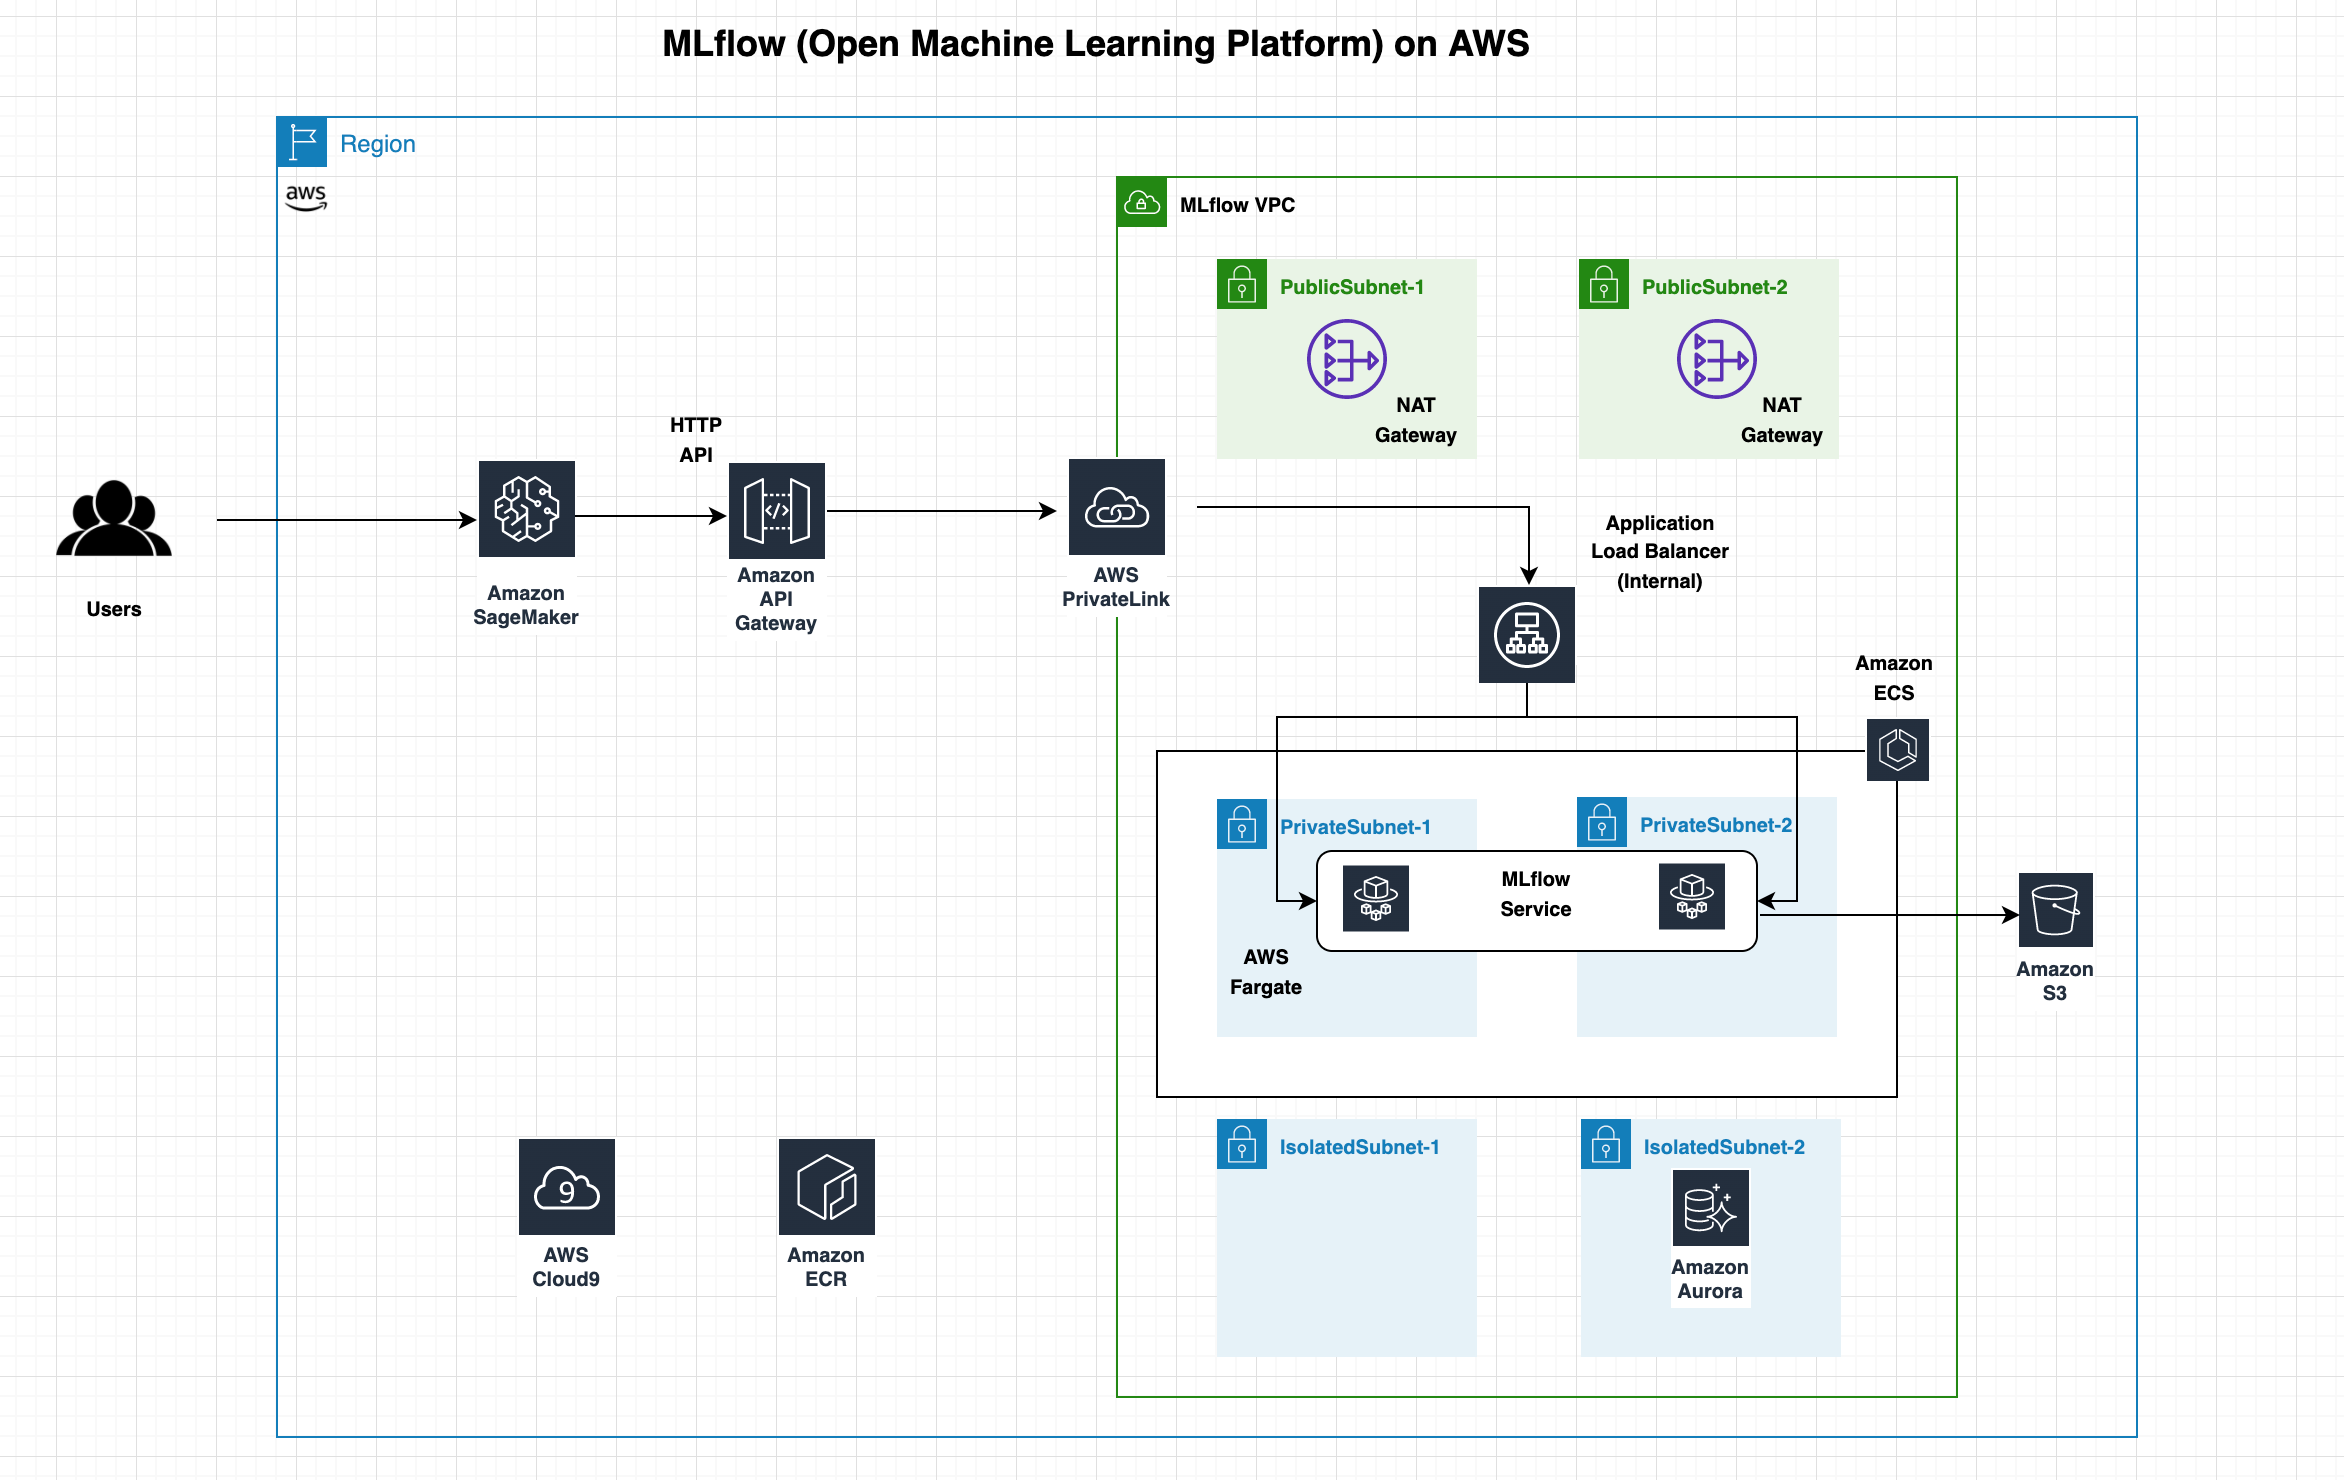 MLflow (Open Machine Learning Platform) on AWS
Region
aws
MLflow VPC
PublicSubnet-1
NAT
Gateway
PublicSubnet-2
NAT
Gateway
Users
Amazon
SageMaker
HTTP
API
</>
Amazon
API
Gateway
AWS
PrivateLink
Application
Load Balancer
(Internal)
Amazon
ECS
PrivateSubnet-1
PrivateSubnet-2
MLflow
Service
AWS
Fargate
Amazon
S3
9
AWS
Cloud9
Amazon
ECR
IsolatedSubnet-1
IsolatedSubnet-2
Amazon
Aurora